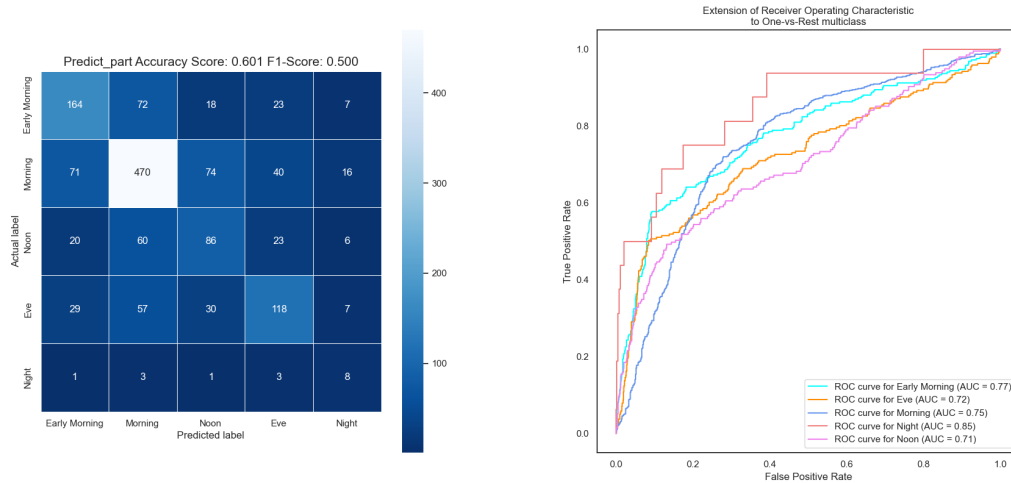 Predict_part Accuracy Score: 0.601 F1-Score: 0.500
Actual label
Early Morning
164 72 18 23 7
Morning
71 470 74 40 16
Noon
20 60 86 23 6
Eve
29 57 30 118 7
Night
1 3 1 3 8
Early Morning Morning Noon Eve Night
Predicted label
400
300
200
100
Extension of Receiver Operating Characteristic
to One-vs-Rest multiclass
True Positive Rate
1.0
0.8
0.6
0.4
0.2
0.0
ROC curve for Early Morning (AUC = 0.77)
ROC curve for Eve (AUC = 0.72)
ROC curve for Morning (AUC = 0.75)
ROC curve for Night (AUC = 0.85)
ROC curve for Noon (AUC = 0.71)
0.0 0.2 0.4 0.6 0.8 1.0
False Positive Rate